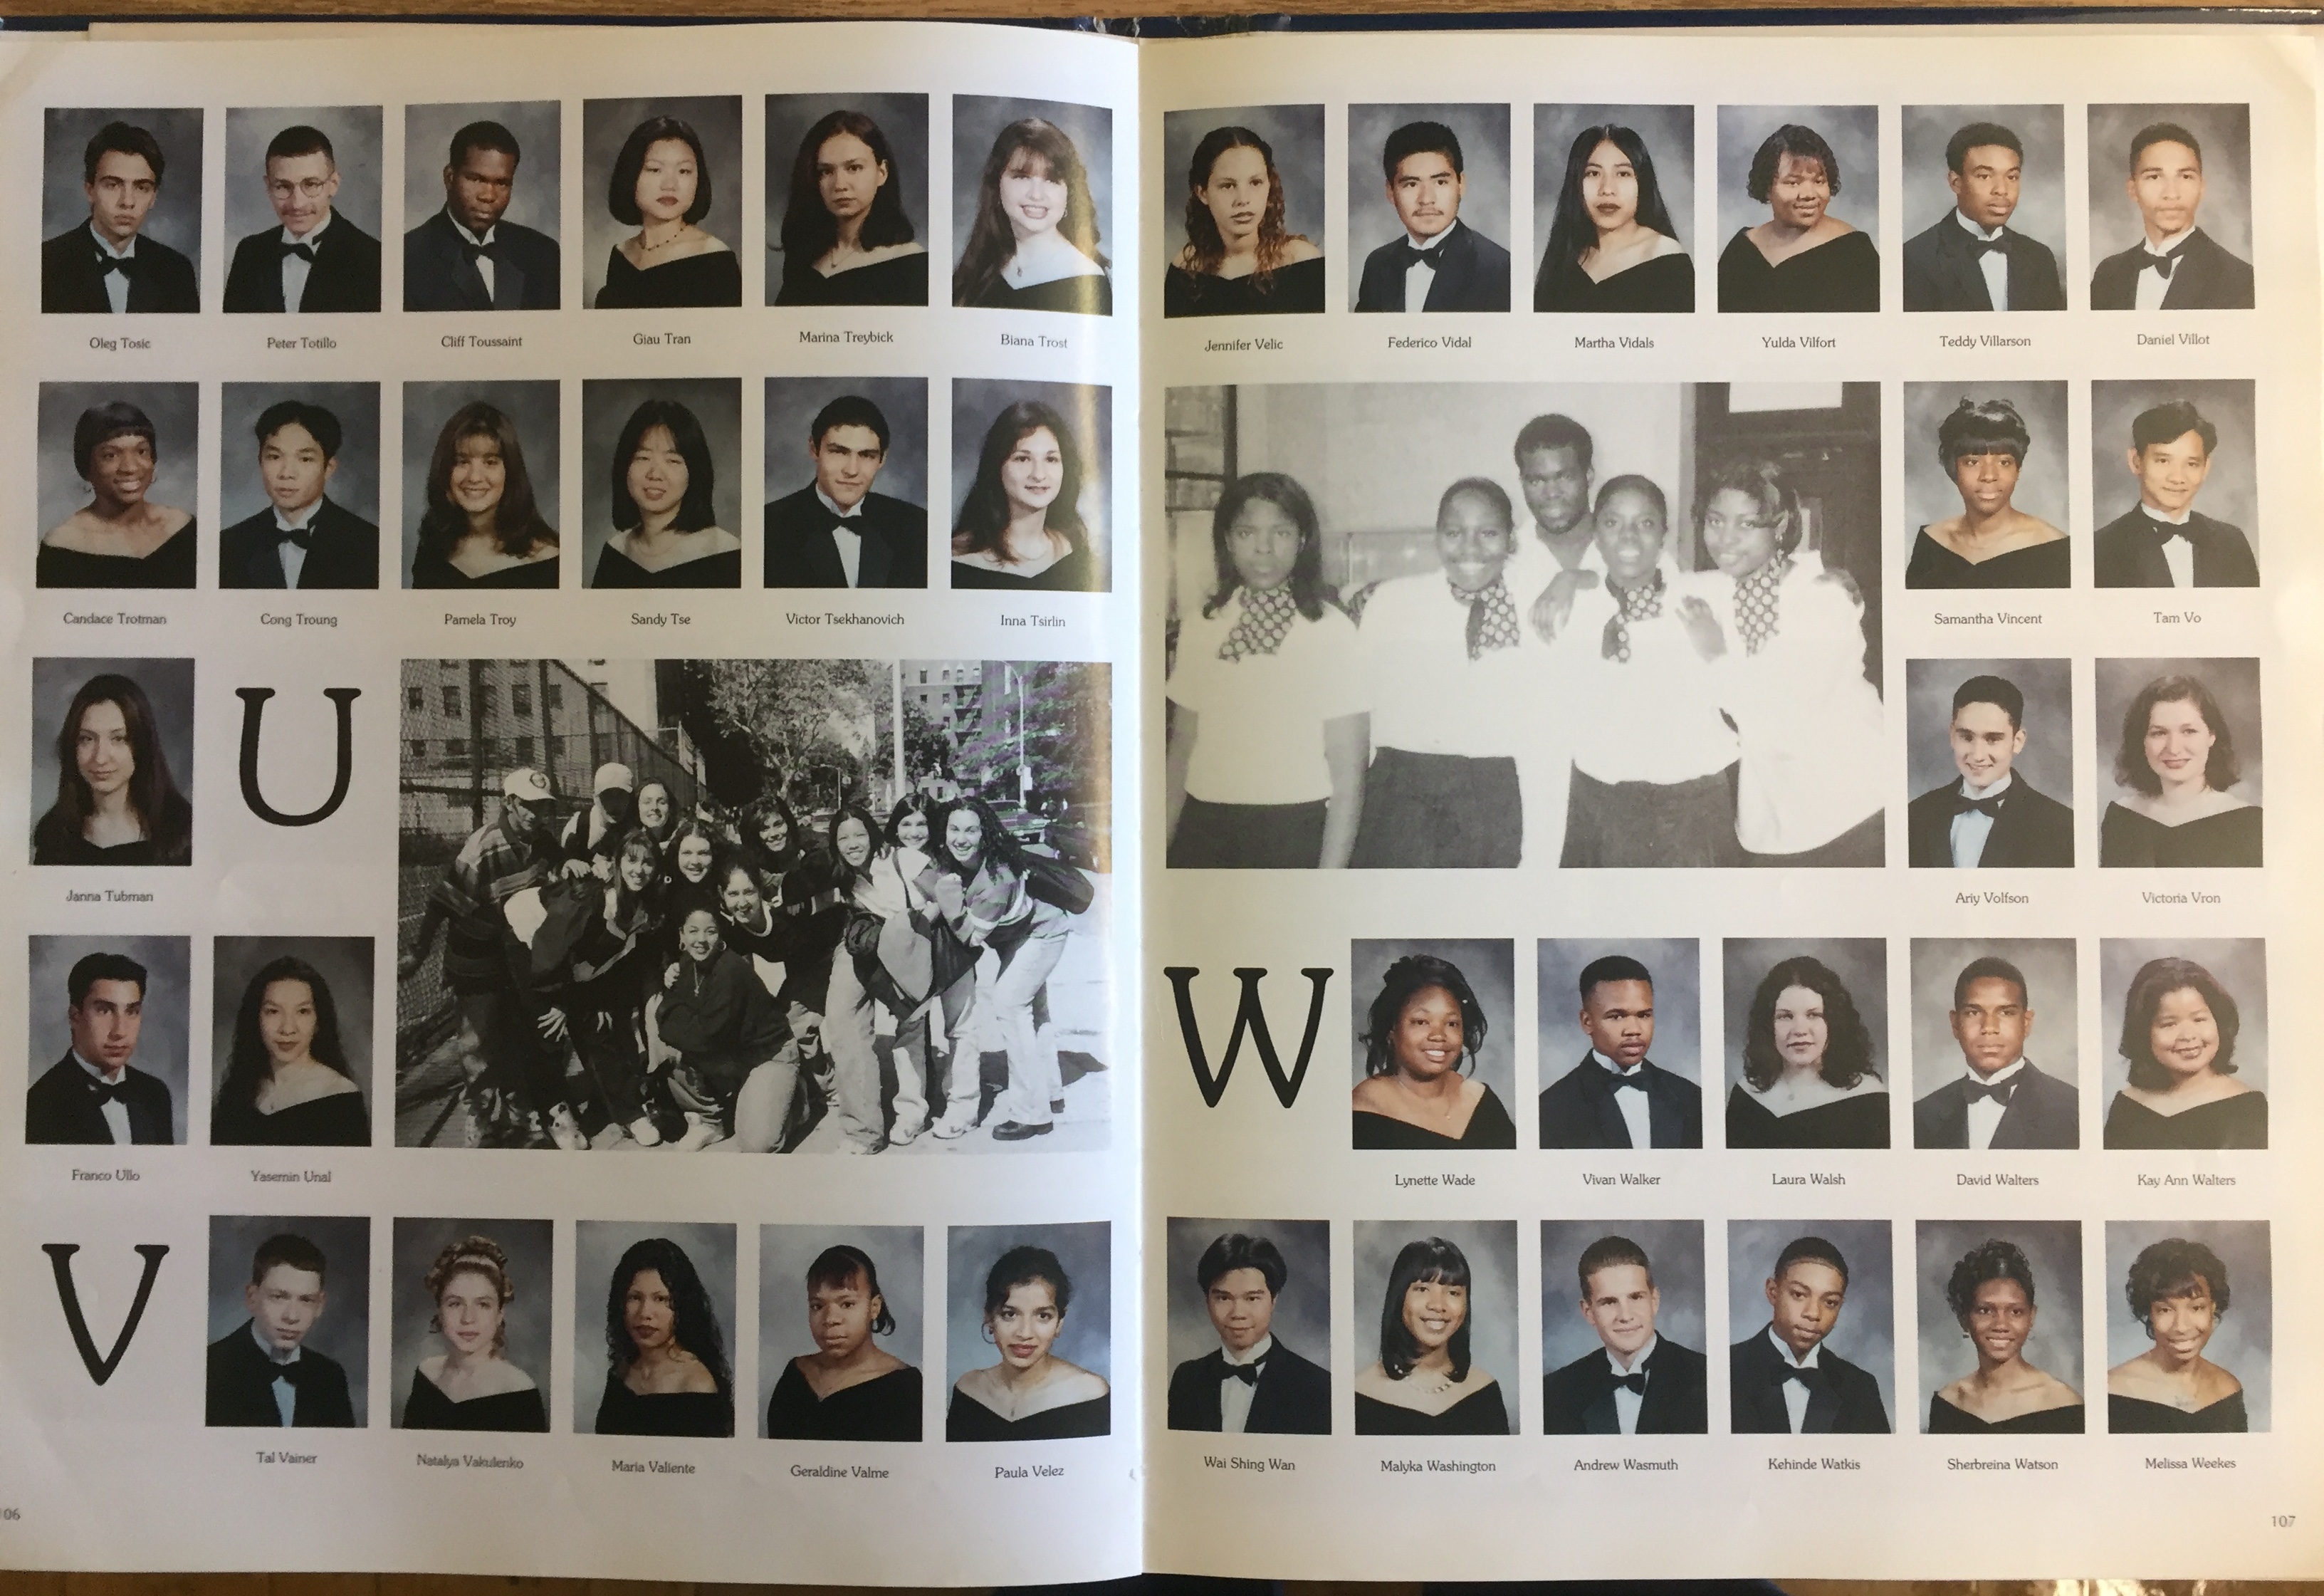 Oleg Tosic Peter Totillo Cliff Toussaint Giau Tran Marina Treybick Biana Trost
Candace Trotman Cong Troung Pamela Troy Sandy Tse Victor Tsekhanovich Inna Tsirlin
U
Janna Tubman
Franco Ullo Yasemin Unal
V
Tal Vainer Natalya Vakulenko Maria Valiente Geraldine Valme Paula Velez
106
Jennifer Velic Federico Vidal Martha Vidals Yulda Vilfort Teddy Villarson Daniel Villot
Samantha Vincent Tam Vo
Ariy Volfson Victoria Vron
W
Lynette Wade Vivan Walker Laura Walsh David Walters Kay Ann Walters
Wai Shing Wan Malyka Washington Andrew Wasmuth Kehinde Watkis Sherbreina Watson Melissa Weekes
107